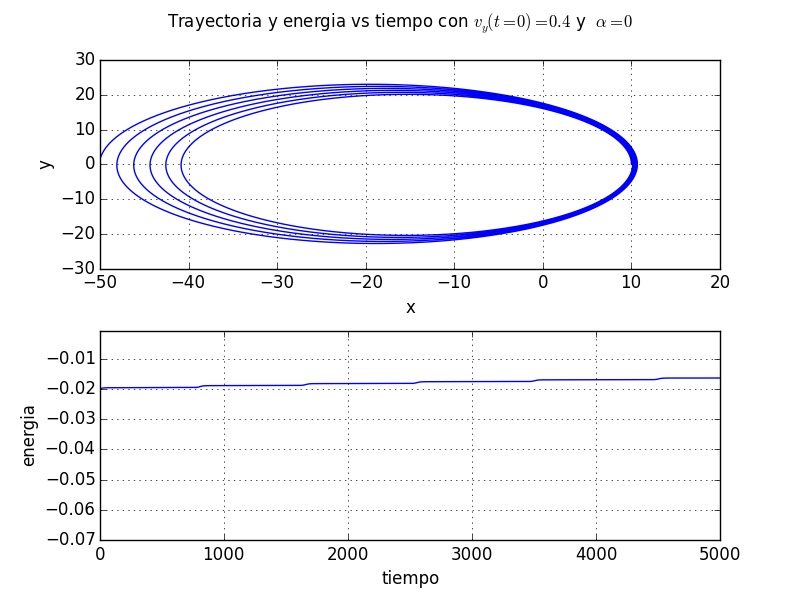 Trayectoria y energia vs tiempo con $v_y(t=0)=0.4$ y $\alpha=0$
30
20
10
0
−10
−20
−30
y
−50 −40 −30 −20 −10 0 10 20
x
−0.01
−0.02
−0.03
−0.04
−0.05
−0.06
−0.07
energia
0 1000 2000 3000 4000 5000
tiempo